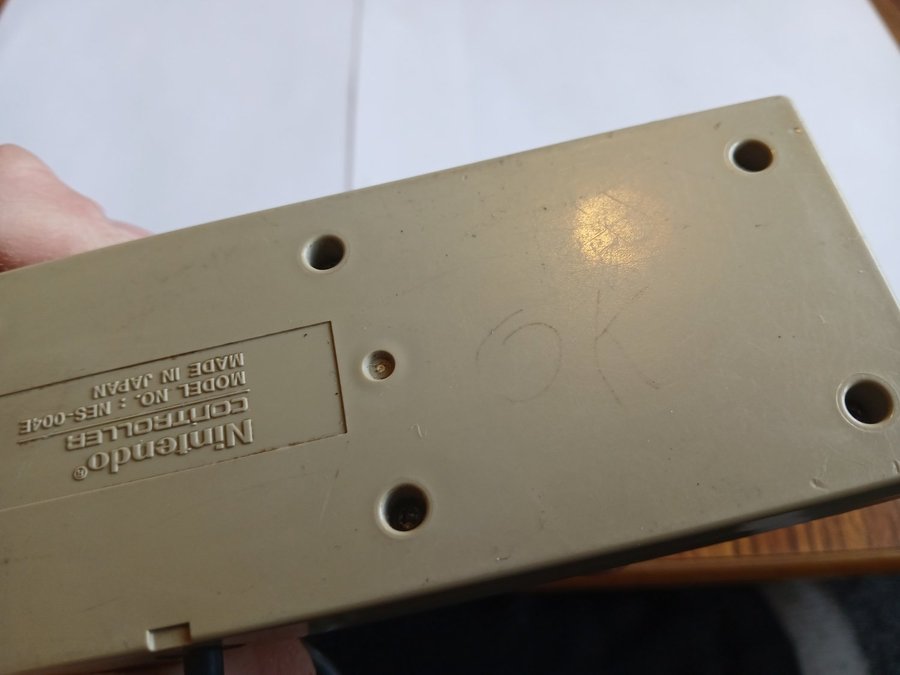 Nintendo®
CONTROLLER
MODEL NO. : NES-004E
MADE IN JAPAN
OK